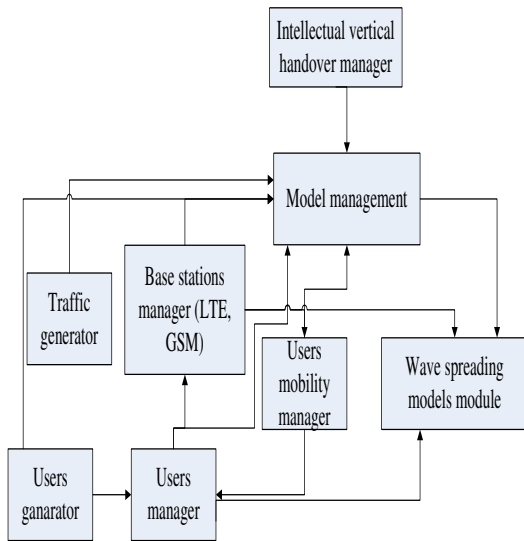 Intellectual vertical
handover manager
Model management
Base stations
manager (LTE,
GSM)
Traffic
generator
Users
mobility
manager
Wave spreading
models module
Users
ganarator
Users
manager